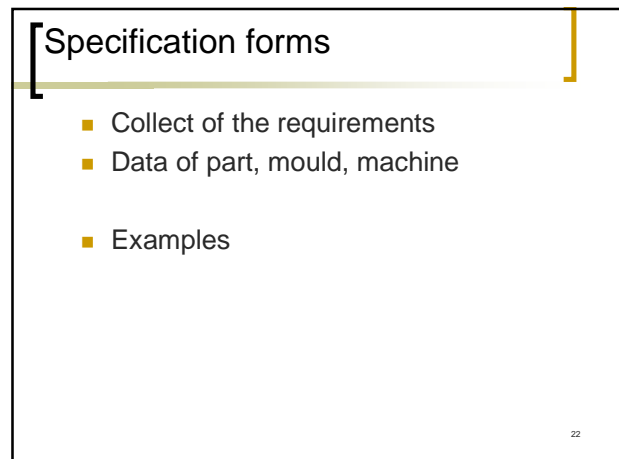 Specification forms
Collect of the requirements
Data of part, mould, machine
Examples
22